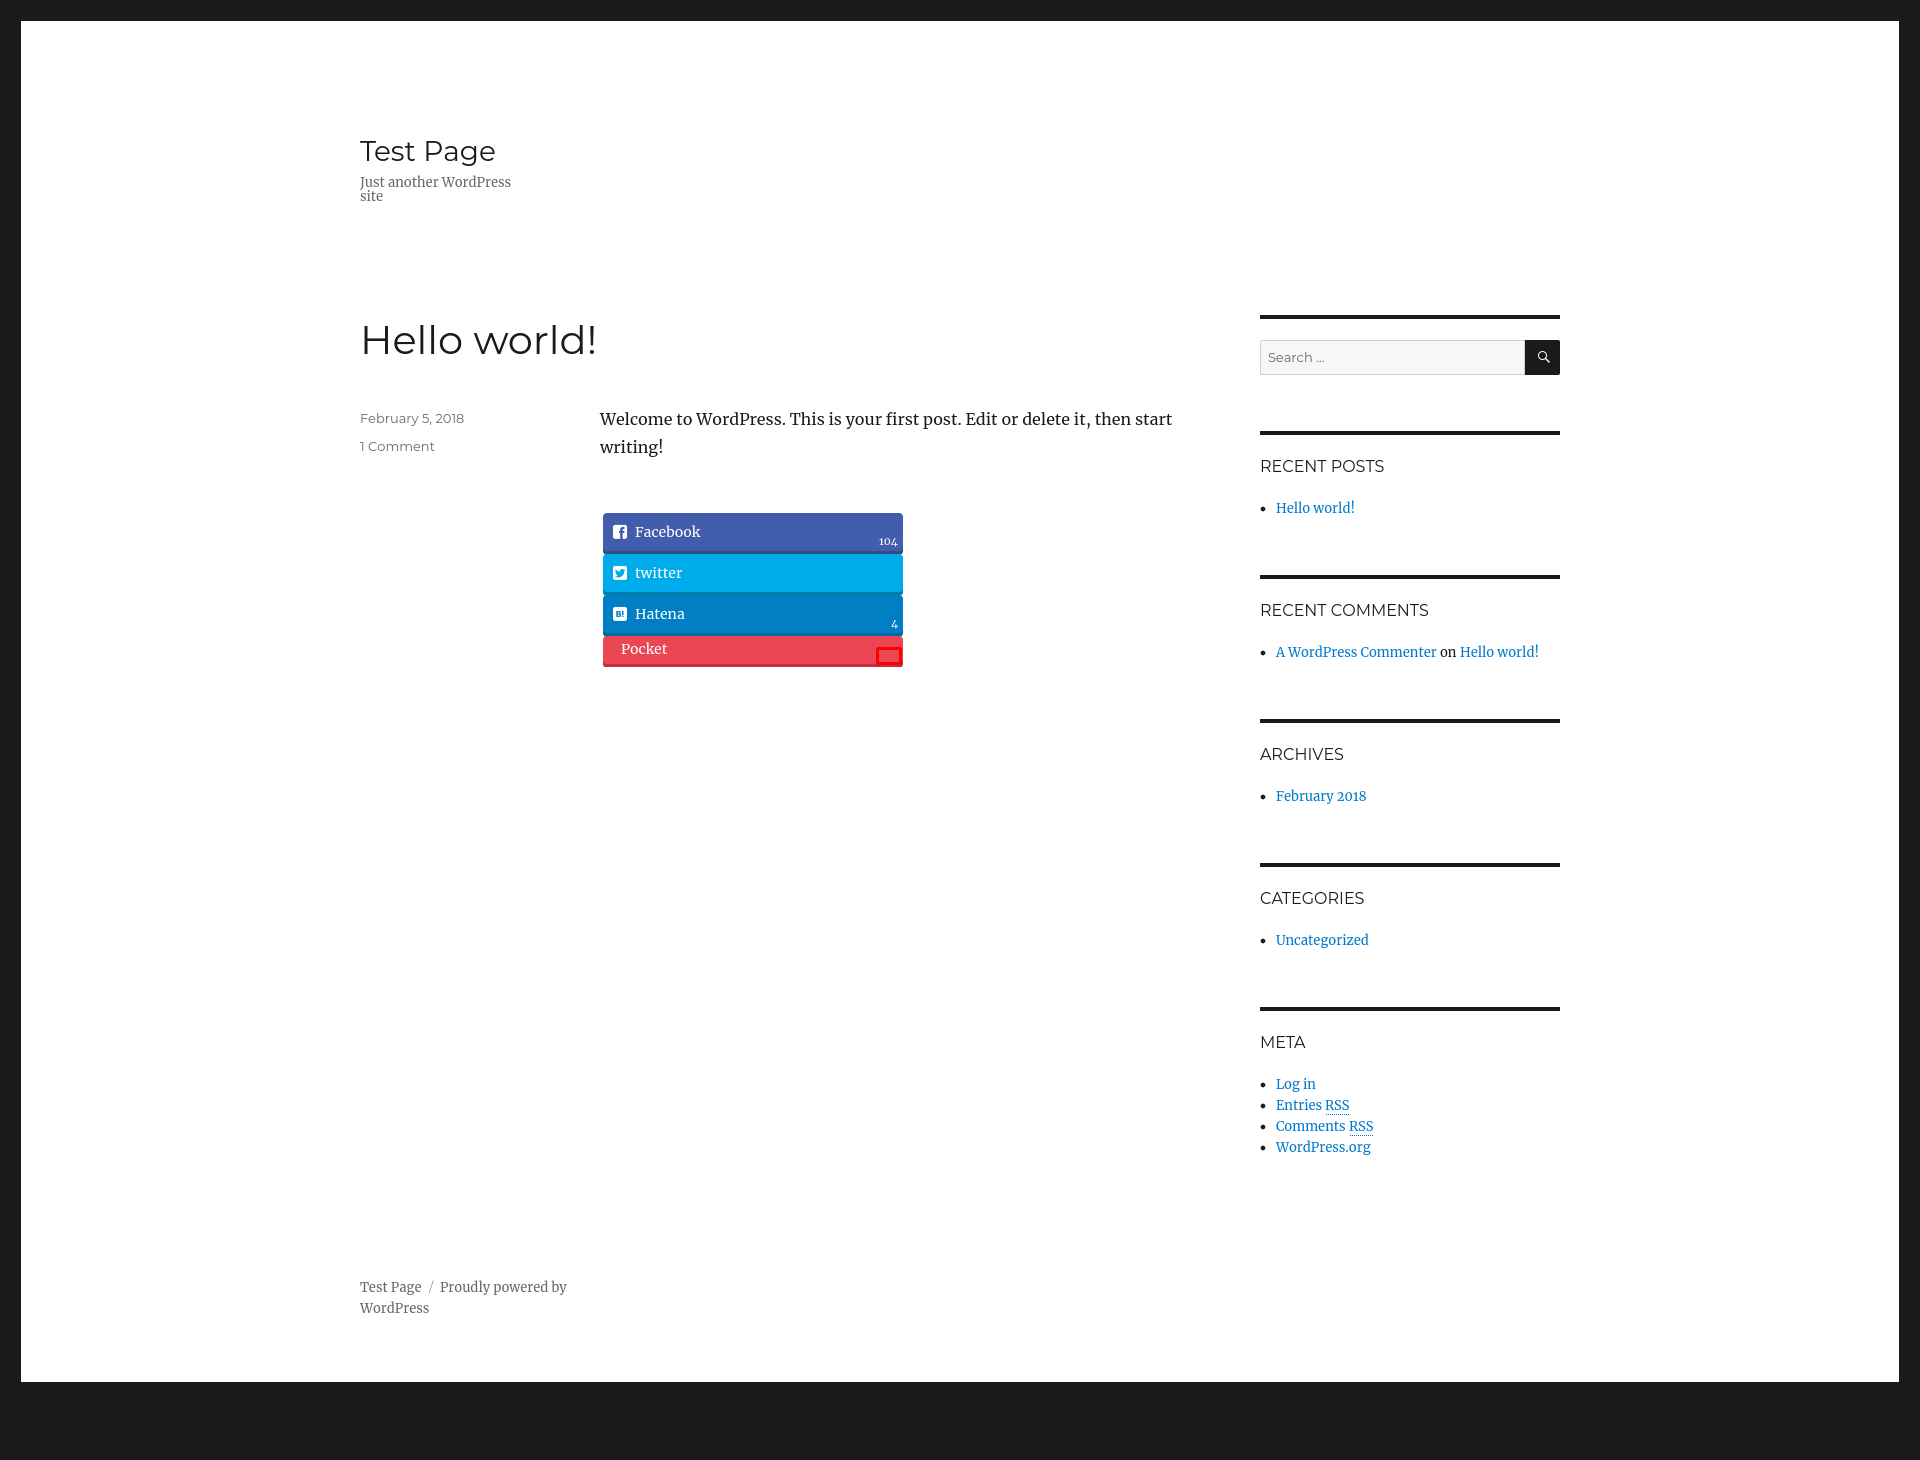 Test Page
Just another WordPress
site
Hello world!
February 5, 2018
1 Comment
Welcome to WordPress. This is your first post. Edit or delete it, then start
writing!
Facebook
104
twitter
B! Hatena
4
Pocket
Search ...
RECENT POSTS
Hello world!
RECENT COMMENTS
A WordPress Commenter on Hello world!
ARCHIVES
February 2018
CATEGORIES
Uncategorized
META
Log in
Entries RSS
Comments RSS
WordPress.org
Test Page / Proudly powered by
WordPress